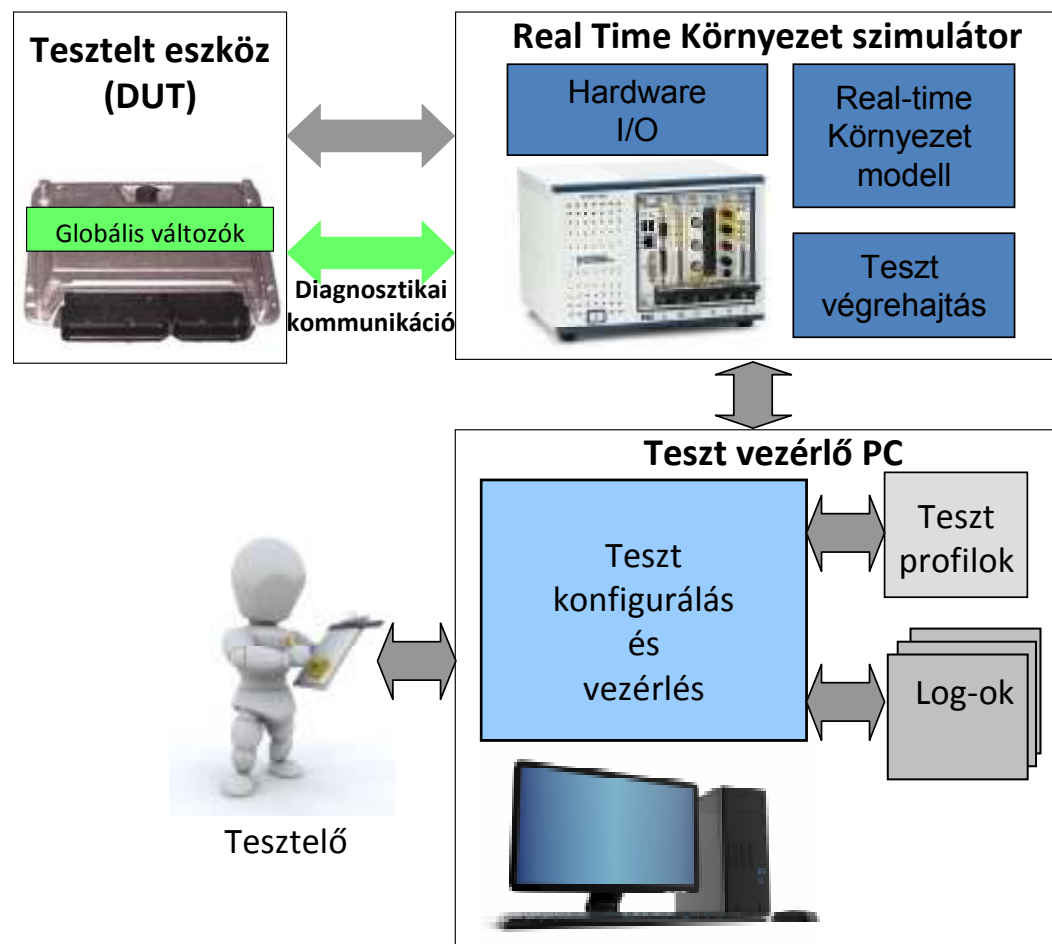 Tesztelt eszköz
(DUT)
Globális változók
Diagnosztikai
kommunikáció
Real Time Környezet szimulátor
Hardware
I/O
Real-time
Környezet
modell
Teszt
végrehajtás
Teszt vezérlő PC
Teszt
konfigurálás
és
vezérlés
Teszt
profilok
Log-ok
Tesztelő